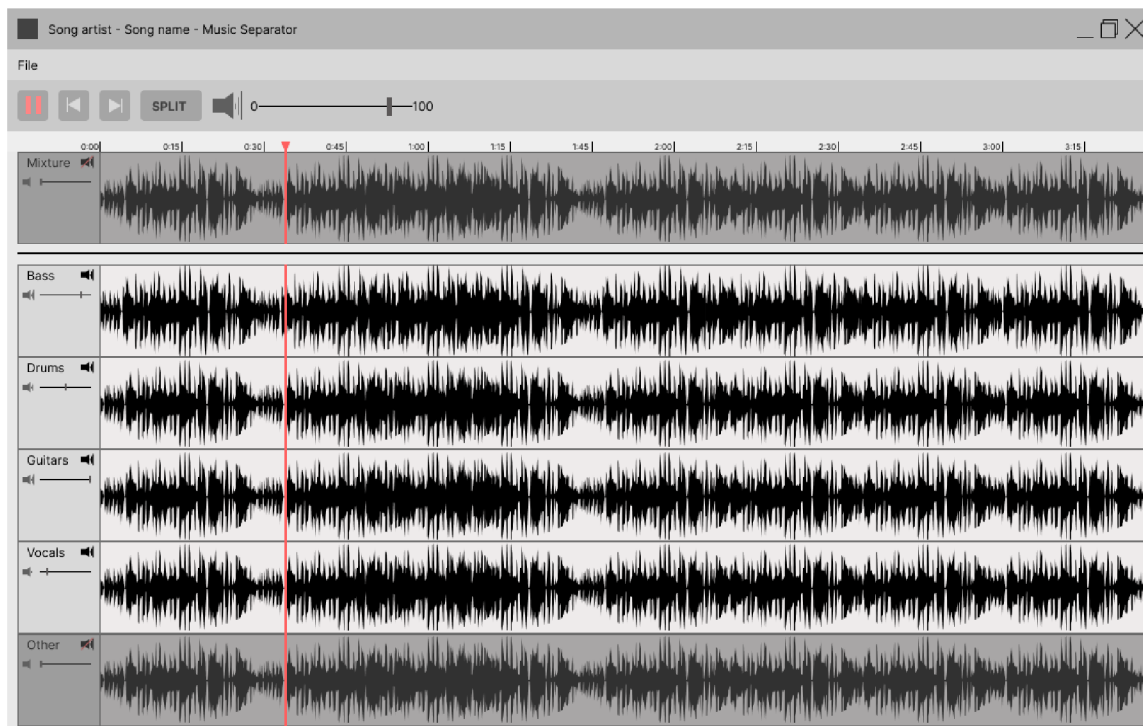 Song artist - Song name - Music Separator
File
SPLIT 0 100
0:00 0:15 0:30 0:45 1:00 1:15 1:45 2:00 2:15 2:30 2:45 3:00 3:15
Mixture
Bass
Drums
Guitars
Vocals
Other